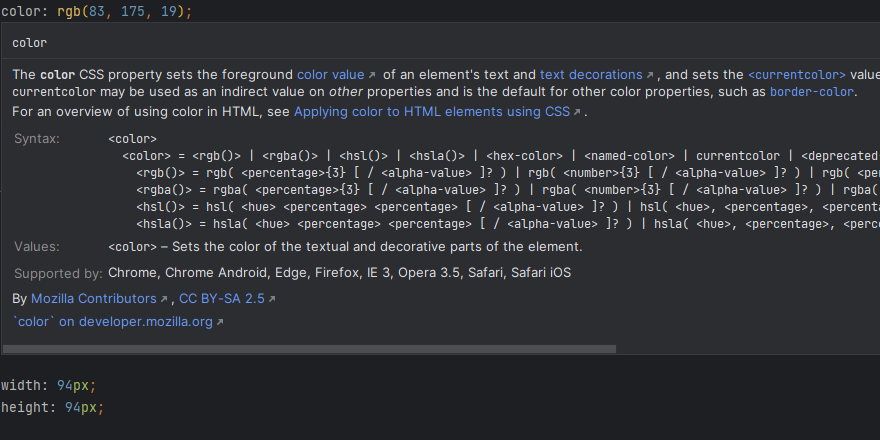 color: rgb(83, 175, 19);
color
The color CSS property sets the foreground color value↗ of an element's text and text decorations↗, and sets the <currentcolor> value
currentcolor may be used as an indirect value on other properties and is the default for other color properties, such as border-color.
For an overview of using color in HTML, see Applying color to HTML elements using CSS↗.
Syntax: <color>
<color> = <rgb()> | <rgba()> | <hsl()> | <hsla()> | <hex-color> | <named-color> | currentcolor | <deprecated-
<rgb()> = rgb( <percentage>{3} [ / <alpha-value> ]? ) | rgb( <number>{3} [ / <alpha-value> ]? ) | rgb( <per
<rgba()> = rgba( <percentage>{3} [ / <alpha-value> ]? ) | rgba( <number>{3} [ / <alpha-value> ]? ) | rgba(
<hsl()> = hsl( <hue> <percentage> <percentage> [ / <alpha-value> ]? ) | hsl( <hue>, <percentage>, <percenta
<hsla()> = hsla( <hue> <percentage> <percentage> [ / <alpha-value> ]? ) | hsla( <hue>, <percentage>, <perce
Values: <color> – Sets the color of the textual and decorative parts of the element.
Supported by: Chrome, Chrome Android, Edge, Firefox, IE 3, Opera 3.5, Safari, Safari iOS
By Mozilla Contributors↗, CC BY-SA 2.5↗
`color` on developer.mozilla.org↗
width: 94px;
height: 94px;